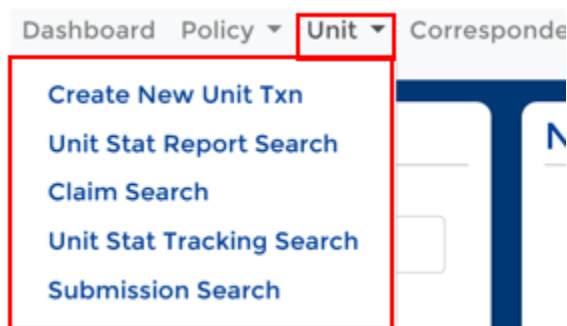 Dashboard Policy Unit Corresponde
Create New Unit Txn
Unit Stat Report Search
Claim Search
Unit Stat Tracking Search
Submission Search
N